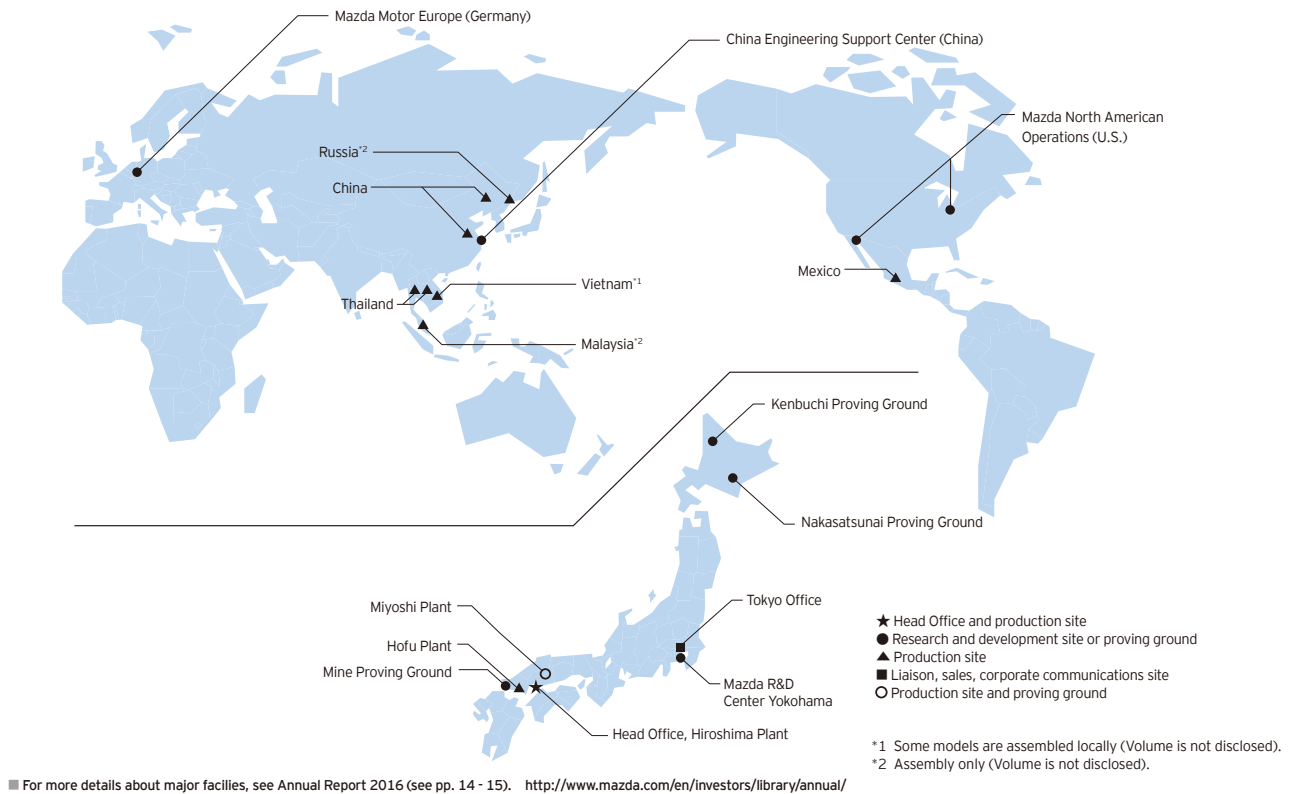 Mazda Motor Europe (Germany)
China Engineering Support Center (China)
Mazda North American
Operations (U.S.)
Russia*2
China
Mexico
Vietnam*1
Thailand
Malaysia*2
Kenbuchi Proving Ground
Nakasatsunai Proving Ground
Tokyo Office
Miyoshi Plant
Hofu Plant
Mine Proving Ground
Mazda R&D
Center Yokohama
Head Office, Hiroshima Plant
★ Head Office and production site
● Research and development site or proving ground
▲ Production site
■ Liaison, sales, corporate communications site
○ Production site and proving ground
*1 Some models are assembled locally (Volume is not disclosed).
*2 Assembly only (Volume is not disclosed).
■ For more details about major facilies, see Annual Report 2016 (see pp. 14 - 15). http://www.mazda.com/en/investors/library/annual/